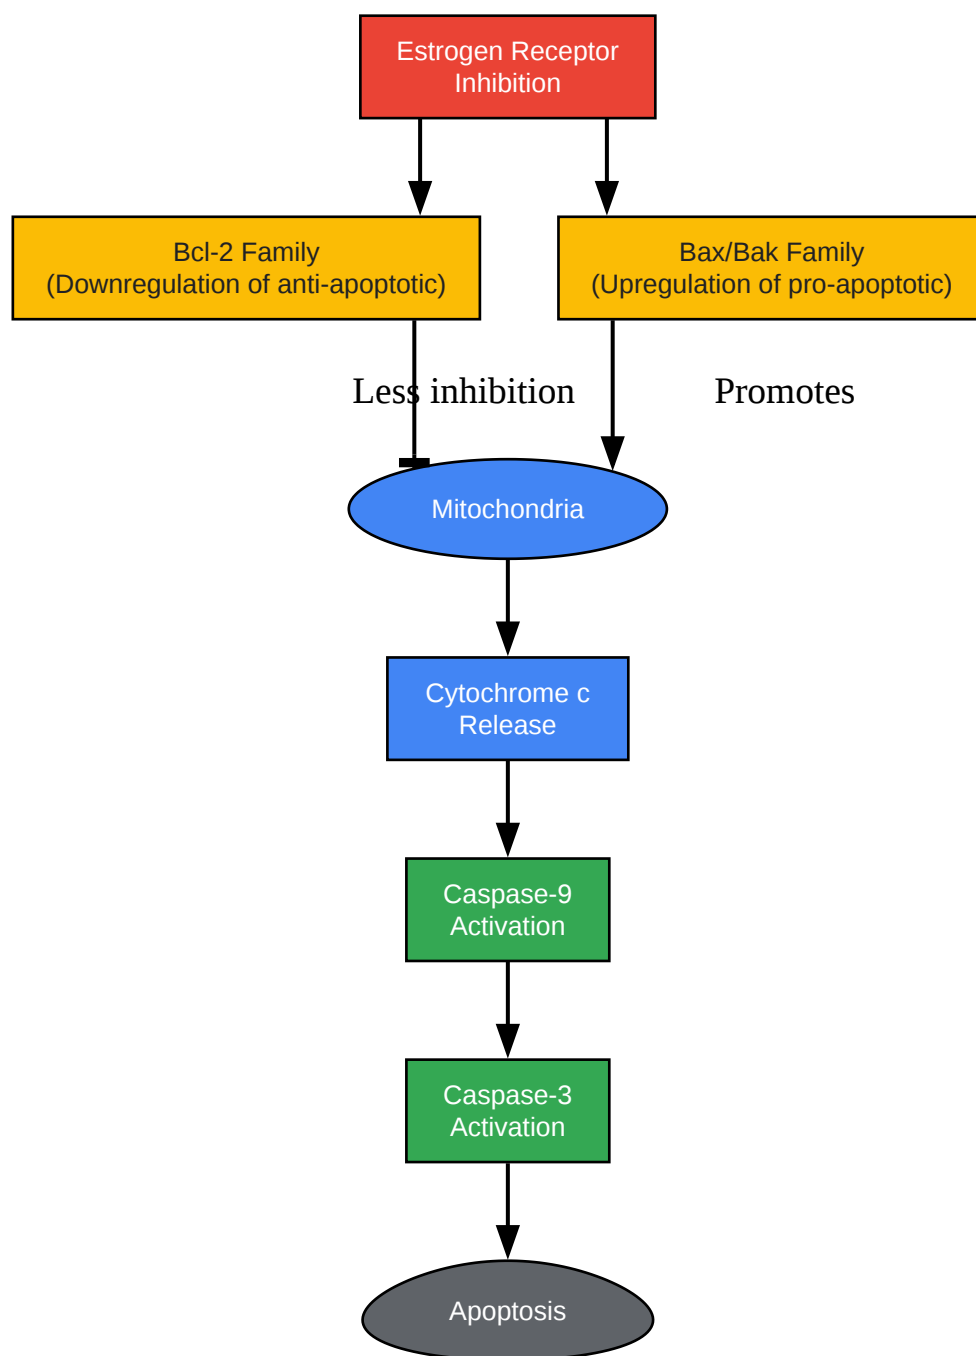 Estrogen Receptor
Inhibition
Bcl-2 Family
(Downregulation of anti-apoptotic)
Bax/Bak Family
(Upregulation of pro-apoptotic)
Less inhibition
Promotes
Mitochondria
Cytochrome c
Release
Caspase-9
Activation
Caspase-3
Activation
Apoptosis